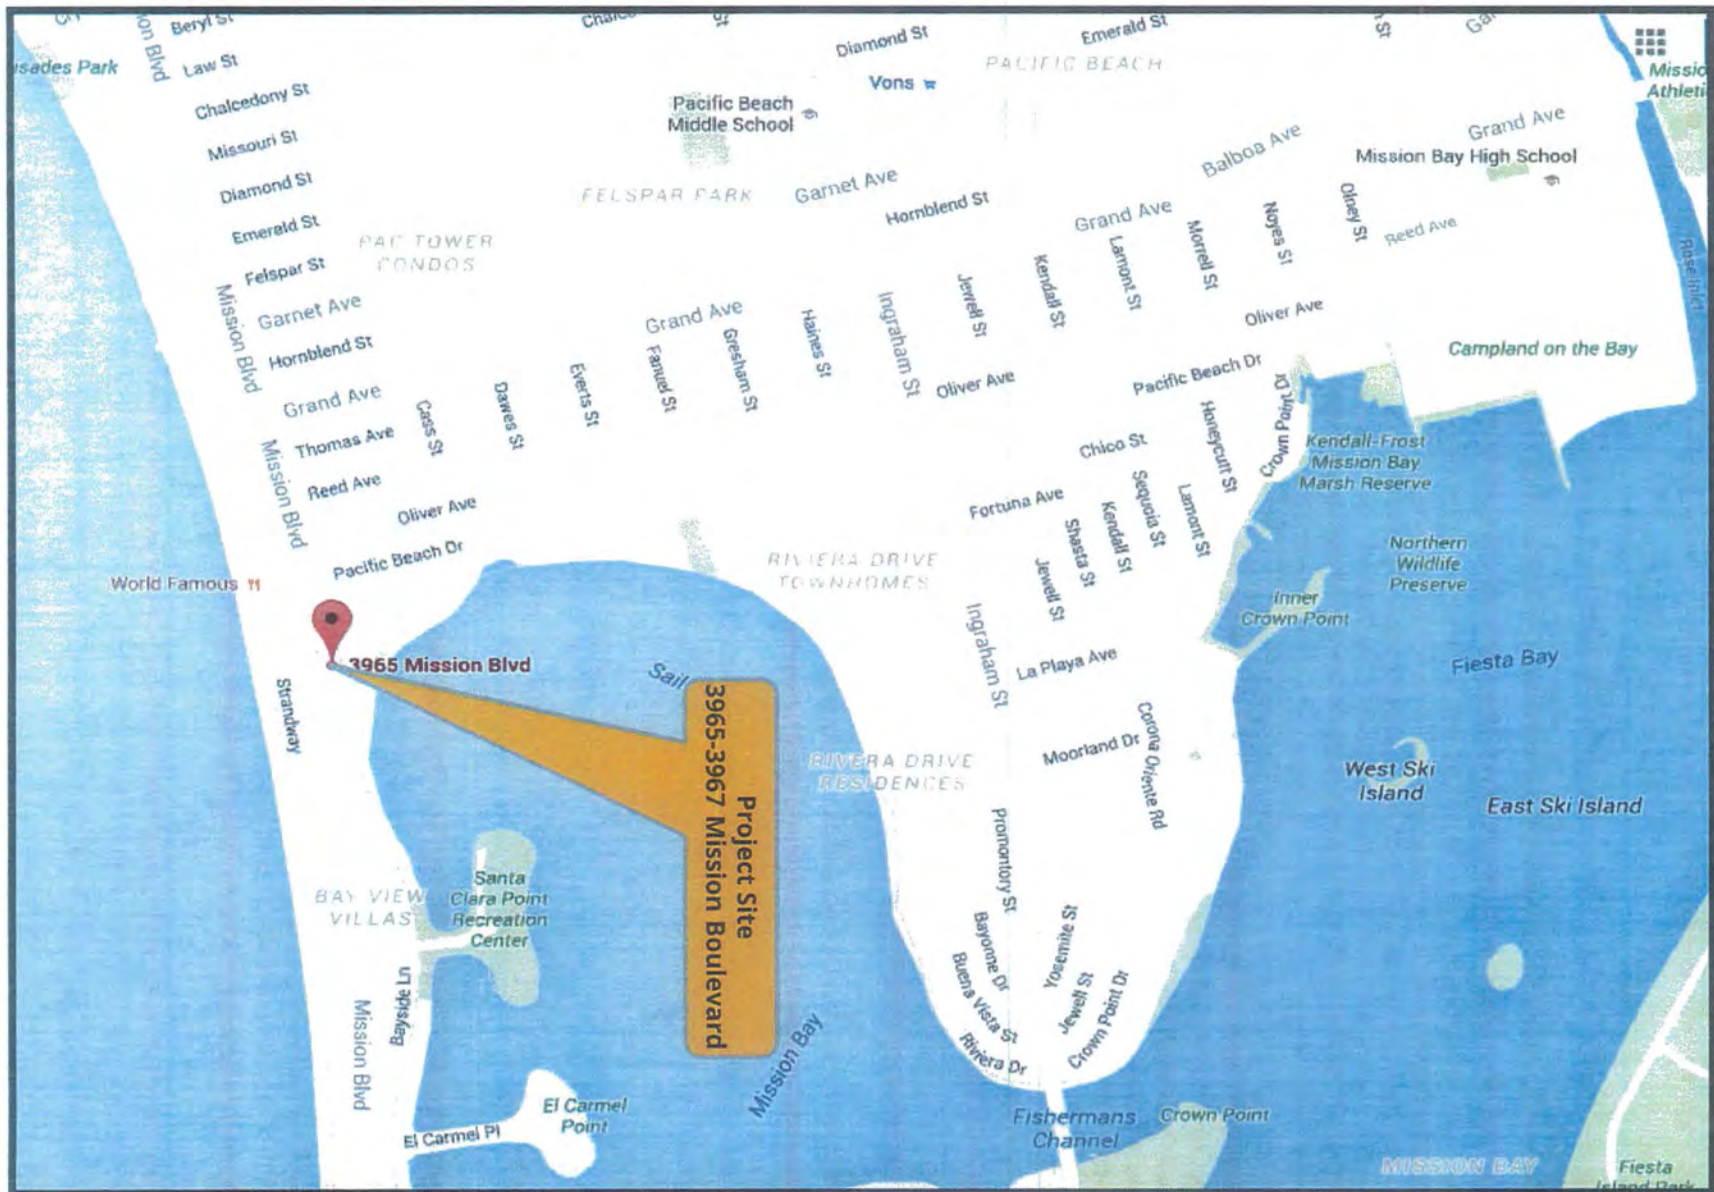 Beryl St
Mission Blvd
Law St
Chalcedony St
Missouri St
Diamond St
Emerald St
Felspar St
Mission Blvd
Garnet Ave
Hornblend St
Grand Ave
Thomas Ave
Mission Blvd
Reed Ave
Oliver Ave
Pacific Beach Dr
World Famous
3965 Mission Blvd
Strandway
PAC TOWER
CONDOS
Cass St
Dawes St
Everts St
Fanuel St
Gresham St
Haines St
Grand Ave
FELSPAR PARK
Pacific Beach
Middle School
Diamond St
Vons
PACIFIC BEACH
Emerald St
Garnet Ave
Hornblend St
Balboa Ave
Grand Ave
Grand Ave
Mission Bay High School
Ingraham St
Jewell St
Kendall St
Lamont St
Morrell St
Noyes St
Olney St
Reed Ave
Rose Inlet
Oliver Ave
Oliver Ave
Pacific Beach Dr
Crown Point Dr
Campland on the Bay
Honeycutt St
Chico St
Fortuna Ave
Sequoia St
Lamont St
Kendall St
Shasta St
Jewell St
Kendall-Frost
Mission Bay
Marsh Reserve
Northern
Wildlife
Preserve
Inner
Crown Point
Fiesta Bay
RIVIERA DRIVE
TOWNHOMES
Ingraham St
La Playa Ave
Sail
Project Site
3965-3967 Mission Boulevard
RIVIERA DRIVE
RESIDENCES
Moorland Dr
Corona Oriente Rd
West Ski
Island
East Ski Island
Promontory St
BAY VIEW
VILLAS
Santa
Clara Point
Recreation
Center
Bayonne Dr
Buena Vista St
Yosemite St
Jewell St
Crown Point Dr
Riviera Dr
Bayside Ln
Mission Blvd
Mission Bay
El Carmel
Point
El Carmel Pl
Fishermans
Channel
Crown Point
MISSION BAY
Fiesta
Island Park